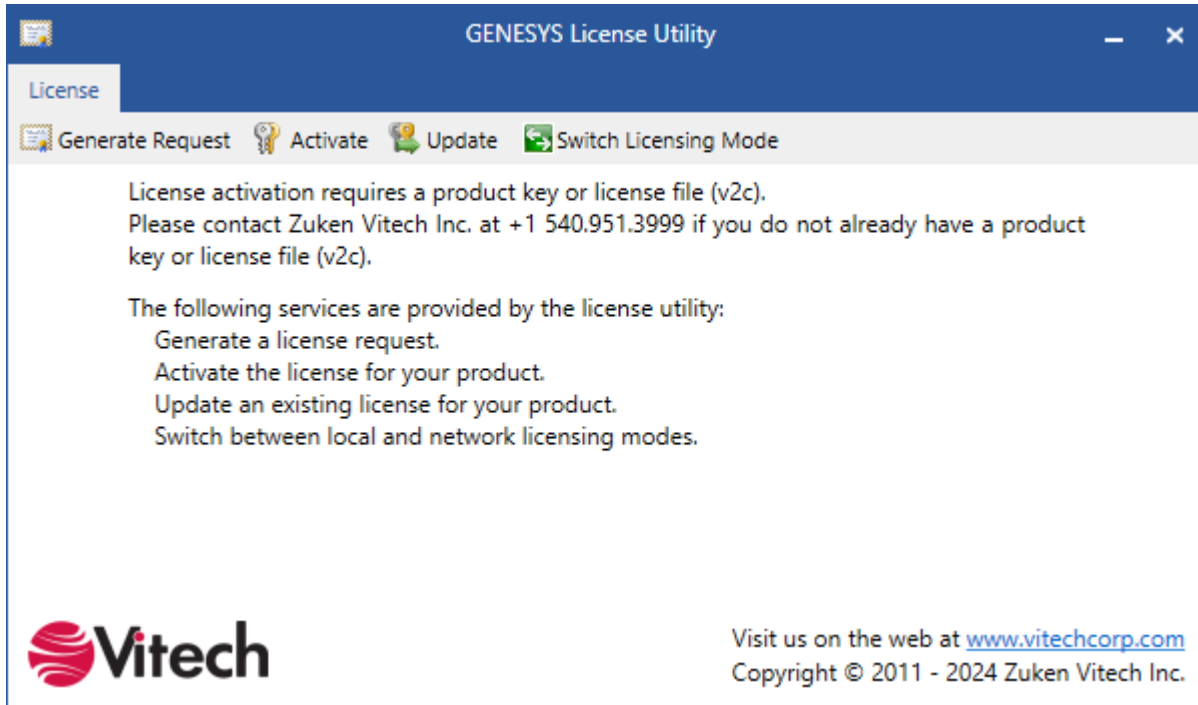 GENESYS License Utility
License
Generate Request Activate Update Switch Licensing Mode
License activation requires a product key or license file (v2c).
Please contact Zuken Vitech Inc. at +1 540.951.3999 if you do not already have a product
key or license file (v2c).
The following services are provided by the license utility:
Generate a license request.
Activate the license for your product.
Update an existing license for your product.
Switch between local and network licensing modes.
Vitech
Visit us on the web at www.vitechcorp.com
Copyright © 2011 - 2024 Zuken Vitech Inc.